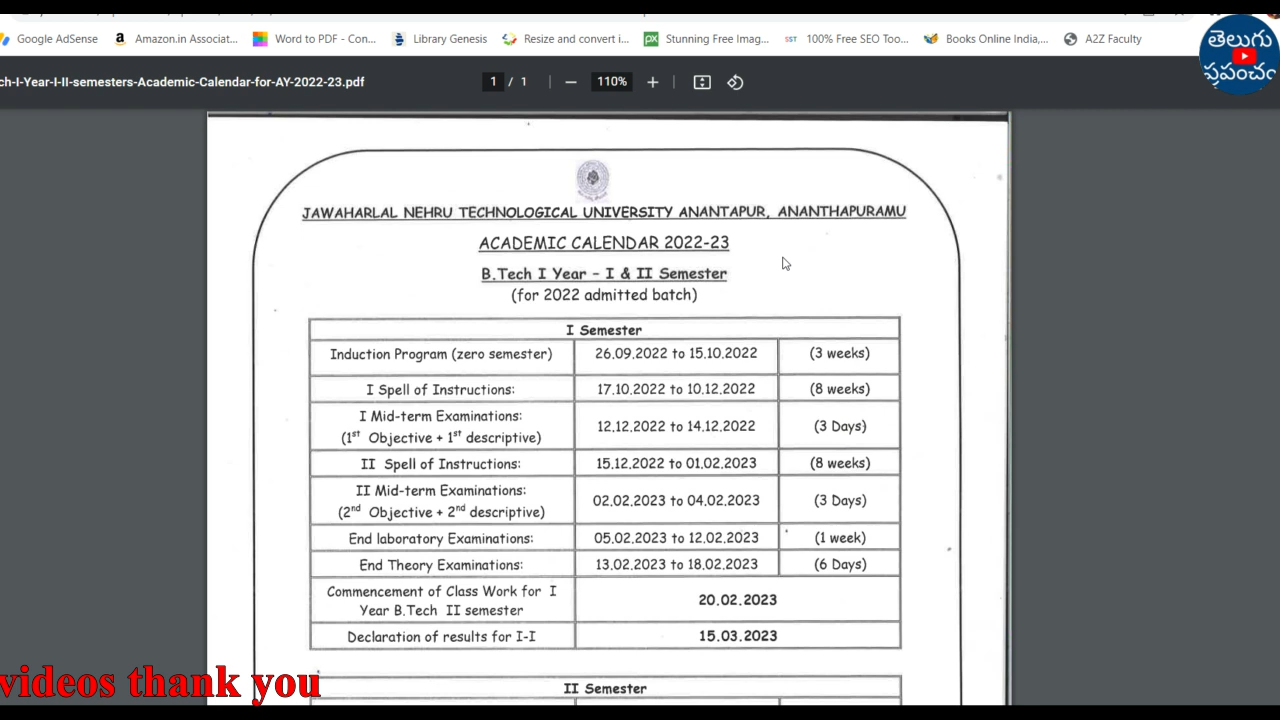 Google AdSense Amazon.in Associat... Word to PDF - Con... Library Genesis Resize and convert i... Stunning Free Imag... 100% Free SEO Too... Books Online India,... A2Z Faculty
తెలుగు
ప్రపంచం
ch-I-Year-I-II-semesters-Academic-Calendar-for-AY-2022-23.pdf 1 / 1 — 110% +
JAWAHARLAL NEHRU TECHNOLOGICAL UNIVERSITY ANANTAPUR, ANANTHAPURAMU
ACADEMIC CALENDAR 2022-23
B.Tech I Year - I & II Semester
(for 2022 admitted batch)
I Semester
Induction Program (zero semester) 26.09.2022 to 15.10.2022 (3 weeks)
I Spell of Instructions: 17.10.2022 to 10.12.2022 (8 weeks)
I Mid-term Examinations:
(1st Objective + 1st descriptive) 12.12.2022 to 14.12.2022 (3 Days)
II Spell of Instructions: 15.12.2022 to 01.02.2023 (8 weeks)
II Mid-term Examinations:
(2nd Objective + 2nd descriptive) 02.02.2023 to 04.02.2023 (3 Days)
End laboratory Examinations: 05.02.2023 to 12.02.2023 (1 week)
End Theory Examinations: 13.02.2023 to 18.02.2023 (6 Days)
Commencement of Class Work for I
Year B.Tech II semester 20.02.2023
Declaration of results for I-I 15.03.2023
videos thank you
II Semester